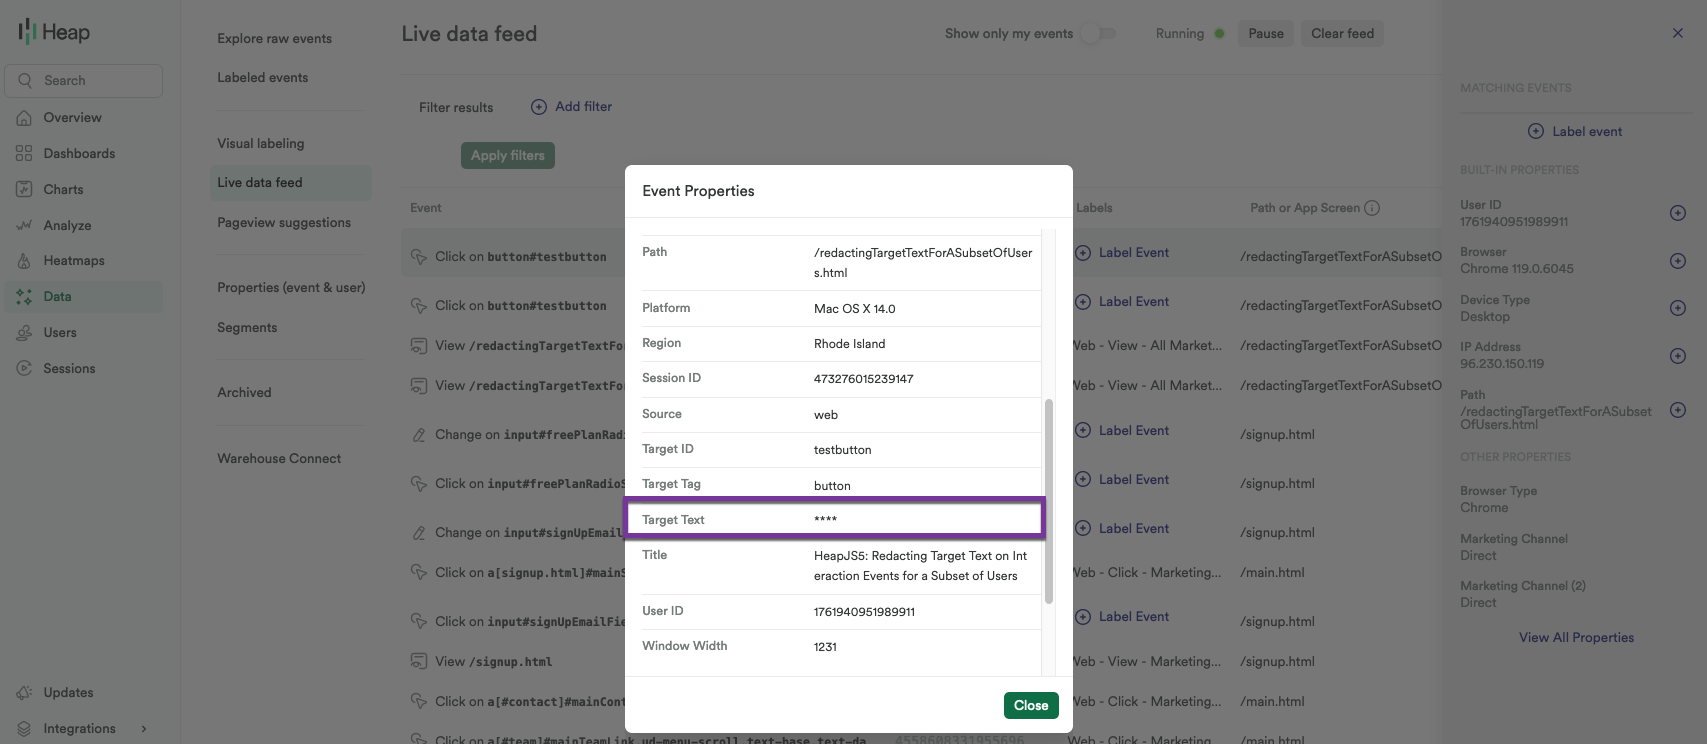 Heap
Search
Overview
Dashboards
Charts
Analyze
Heatmaps
Data
Users
Sessions
Updates
Integrations
Explore raw events
Labeled events
Visual labeling
Live data feed
Pageview suggestions
Properties (event & user)
Segments
Archived
Warehouse Connect
Live data feed
Show only my events
Running
Pause
Clear feed
Filter results
Add filter
Apply filters
Event
Labels
Path or App Screen
Click on button#testbutton
Label Event
/redactingTargetTextForASubsetO
Click on button#testbutton
Label Event
/redactingTargetTextForASubsetO
View /redactingTargetTextFo
Web - View - All Market...
/redactingTargetTextForASubsetO
View /redactingTargetTextFo
Web - View - All Market...
/redactingTargetTextForASubsetO
Change on input#freePlanRad
Label Event
/signup.html
Click on input#freePlanRadioS
Label Event
/signup.html
Change on input#signUpEmail
Label Event
/signup.html
Click on a[signup.html]#mainS
Web - Click - Marketing...
/main.html
Click on input#signUpEmailFie
Label Event
/signup.html
View /signup.html
Web - View - Marketing...
/signup.html
Click on a[#contact]#mainCont
Web - Click - Marketing...
/main.html
Click on a[#team]#mainTeamLink.ud-menu-scroll.text-base.text-da
4558608331955696
Web - Click - Marketing...
/main.html
Event Properties
Path
/redactingTargetTextForASubsetOfUser
s.html
Platform
Mac OS X 14.0
Region
Rhode Island
Session ID
473276015239147
Source
web
Target ID
testbutton
Target Tag
button
Target Text
****
Title
HeapJS5: Redacting Target Text on Int
eraction Events for a Subset of Users
User ID
1761940951989911
Window Width
1231
Close
MATCHING EVENTS
Label event
BUILT-IN PROPERTIES
User ID
1761940951989911
Browser
Chrome 119.0.6045
Device Type
Desktop
IP Address
96.230.150.119
Path
/redactingTargetTextForASubset
OfUsers.html
OTHER PROPERTIES
Browser Type
Chrome
Marketing Channel
Direct
Marketing Channel (2)
Direct
View All Properties